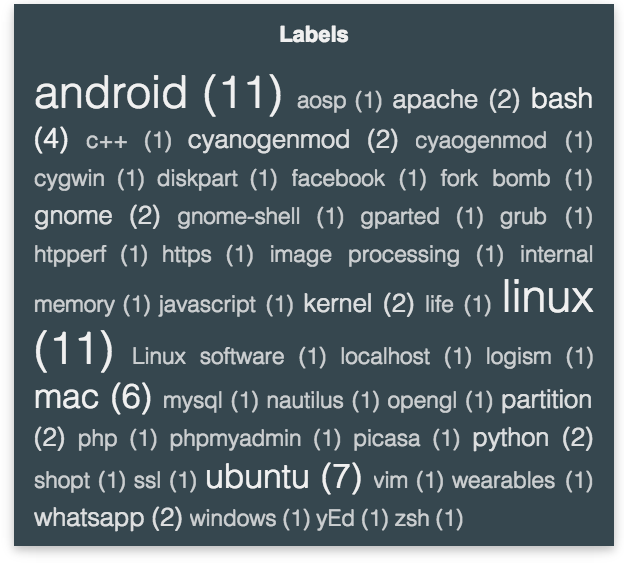 Labels
android (11) aosp (1) apache (2) bash
(4) c++ (1) cyanogenmod (2) cyaogenmod (1)
cygwin (1) diskpart (1) facebook (1) fork bomb (1)
gnome (2) gnome-shell (1) gparted (1) grub (1)
htpperf (1) https (1) image processing (1) internal
memory (1) javascript (1) kernel (2) life (1) linux
(11) Linux software (1) localhost (1) logism (1)
mac (6) mysql (1) nautilus (1) opengl (1) partition
(2) php (1) phpmyadmin (1) picasa (1) python (2)
shopt (1) ssl (1) ubuntu (7) vim (1) wearables (1)
whatsapp (2) windows (1) yEd (1) zsh (1)